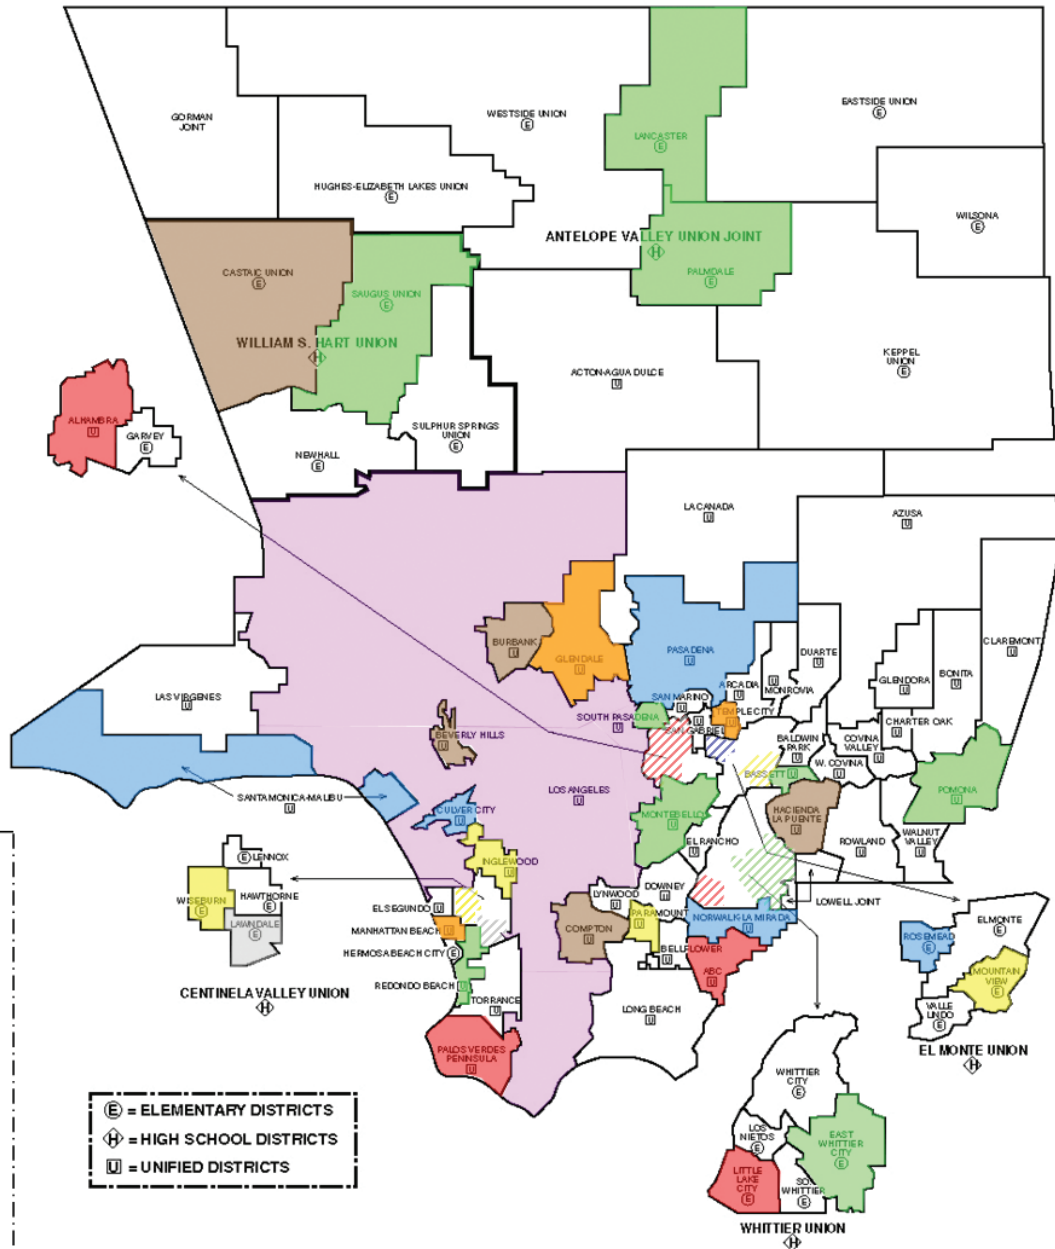 GORMAN
JOINT
WESTSIDE UNION
E
EASTSIDE UNION
E
LANCASTER
E
HUGHES-ELIZABETH LAKES UNION
E
WILSONA
E
ANTELOPE VALLEY UNION JOINT
H
PALMDALE
E
CASTAIC UNION
E
SAUGUS UNION
E
WILLIAM S. HART UNION
H
KEPPEL
UNION
E
ACTON-AGUA DULCE
U
ALHAMBRA
U
GARVEY
E
SULPHUR SPRINGS
UNION
E
NEWHALL
E
LA CANADA
U
AZUSA
U
BURBANK
U
GLENDALE
U
PASADENA
U
DUARTE
U
CLAREMONT
U
GLENDORA
U
BONITA
U
ARCADIA
U
MONROVIA
U
LAS VIRGENES
U
SAN MARINO
U
TEMPLE CITY
U
SOUTH PASADENA
U
SAN GABRIEL
U
CHARTER OAK
U
BEVERLY HILLS
U
BALDWIN
PARK
U
COVINA
VALLEY
U
W. COVINA
U
BASSETT
U
SANTA MONICA-MALIBU
U
LOS ANGELES
U
POMONA
U
CULVER CITY
U
MONTEBELLO
U
HACIENDA
LA PUENTE
U
EL RANCHO
U
ROWLAND
U
WALNUT
VALLEY
U
INGLEWOOD
U
E LENNOX
WISEBURN
E
HAWTHORNE
E
LAWNDALE
E
CENTINELA VALLEY UNION
H
EL SEGUNDO U
MANHATTAN BEACH U
HERMOSA BEACH CITY E
REDONDO BEACH U
TORRANCE
U
LYNWOOD
U
DOWNEY
U
COMPTON
U
PARAMOUNT
U
NORWALK-LA MIRADA
U
BELLFLOWER
U
ABC
U
LOWELL JOINT
LONG BEACH
U
PALOS VERDES
PENINSULA
U
EL MONTE
E
ROSEMEAD
E
MOUNTAIN
VIEW
E
VALLE
LINDO
E
EL MONTE UNION
H
WHITTIER
CITY
E
LOS
NIETOS
E
EAST
WHITTIER
CITY
E
LITTLE
LAKE
CITY
E
SO.
WHITTIER
E
WHITTIER UNION
H
E = ELEMENTARY DISTRICTS
H = HIGH SCHOOL DISTRICTS
U = UNIFIED DISTRICTS